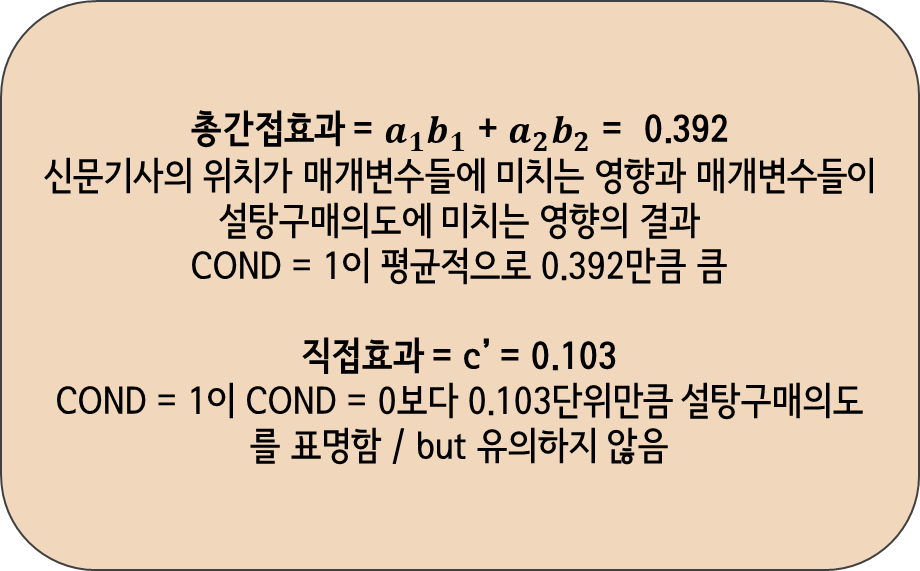 총간접효과 = a₁b₁ + a₂b₂ = 0.392
신문기사의 위치가 매개변수들에 미치는 영향과 매개변수들이
설탕구매의도에 미치는 영향의 결과
COND = 1이 평균적으로 0.392만큼 큼
직접효과 = c’ = 0.103
COND = 1이 COND = 0보다 0.103단위만큼 설탕구매의도
를 표명함 / but 유의하지 않음